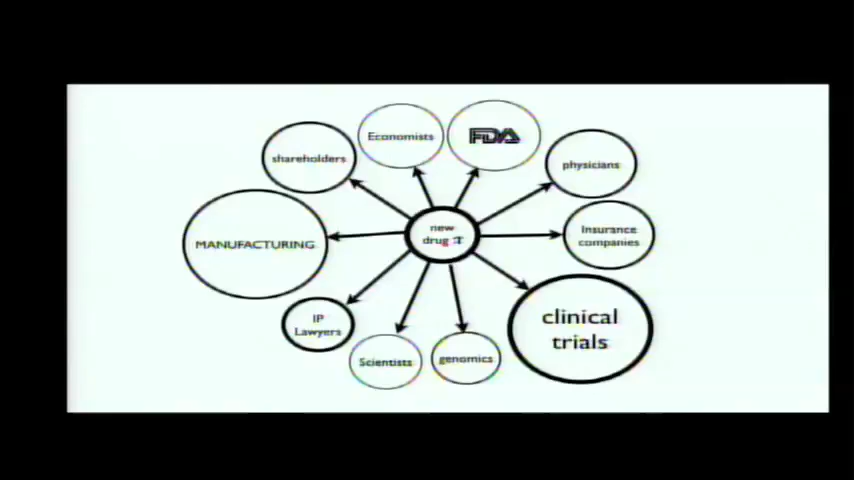 Economists
FDA
shareholders
physicians
new
drug x
Insurance
companies
MANUFACTURING
clinical
trials
IP
Lawyers
Scientists
genomics